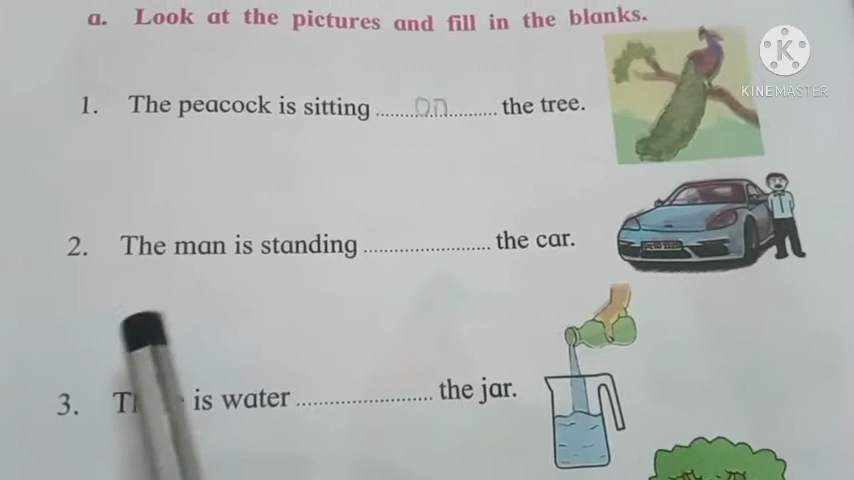 a. Look at the pictures and fill in the blanks.
K
KINEMASTER
1. The peacock is sitting ......on...... the tree.
2. The man is standing ...................... the car.
3. is water ...................... the jar.